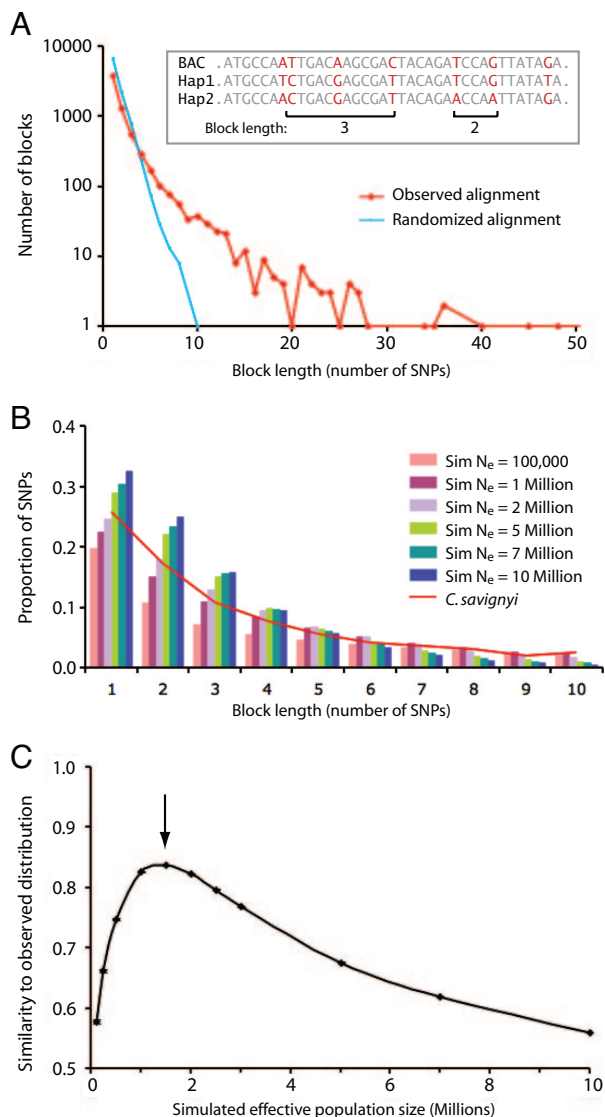 A
10000
1000
100
10
1
Number of blocks
BAC .ATGCCAATTGACAAGCGACTACAGATCCAGTTATAGA.
Hap1 .ATGCCATCTGACGAGCGATTACAGATCCAGTTATATA.
Hap2 .ATGCCAACTGACGAGCGATTACAGAACCAATTATAGA.
Block length: 3 2
Observed alignment
Randomized alignment
0 10 20 30 40 50
Block length (number of SNPs)
B
0.4
0.3
0.2
0.1
0.0
Proportion of SNPs
Sim Ne = 100,000
Sim Ne = 1 Million
Sim Ne = 2 Million
Sim Ne = 5 Million
Sim Ne = 7 Million
Sim Ne = 10 Million
C. savignyi
1 2 3 4 5 6 7 8 9 10
Block length (number of SNPs)
C
1.0
0.9
0.8
0.7
0.6
0.5
Similarity to observed distribution
0 2 4 6 8 10
Simulated effective population size (Millions)